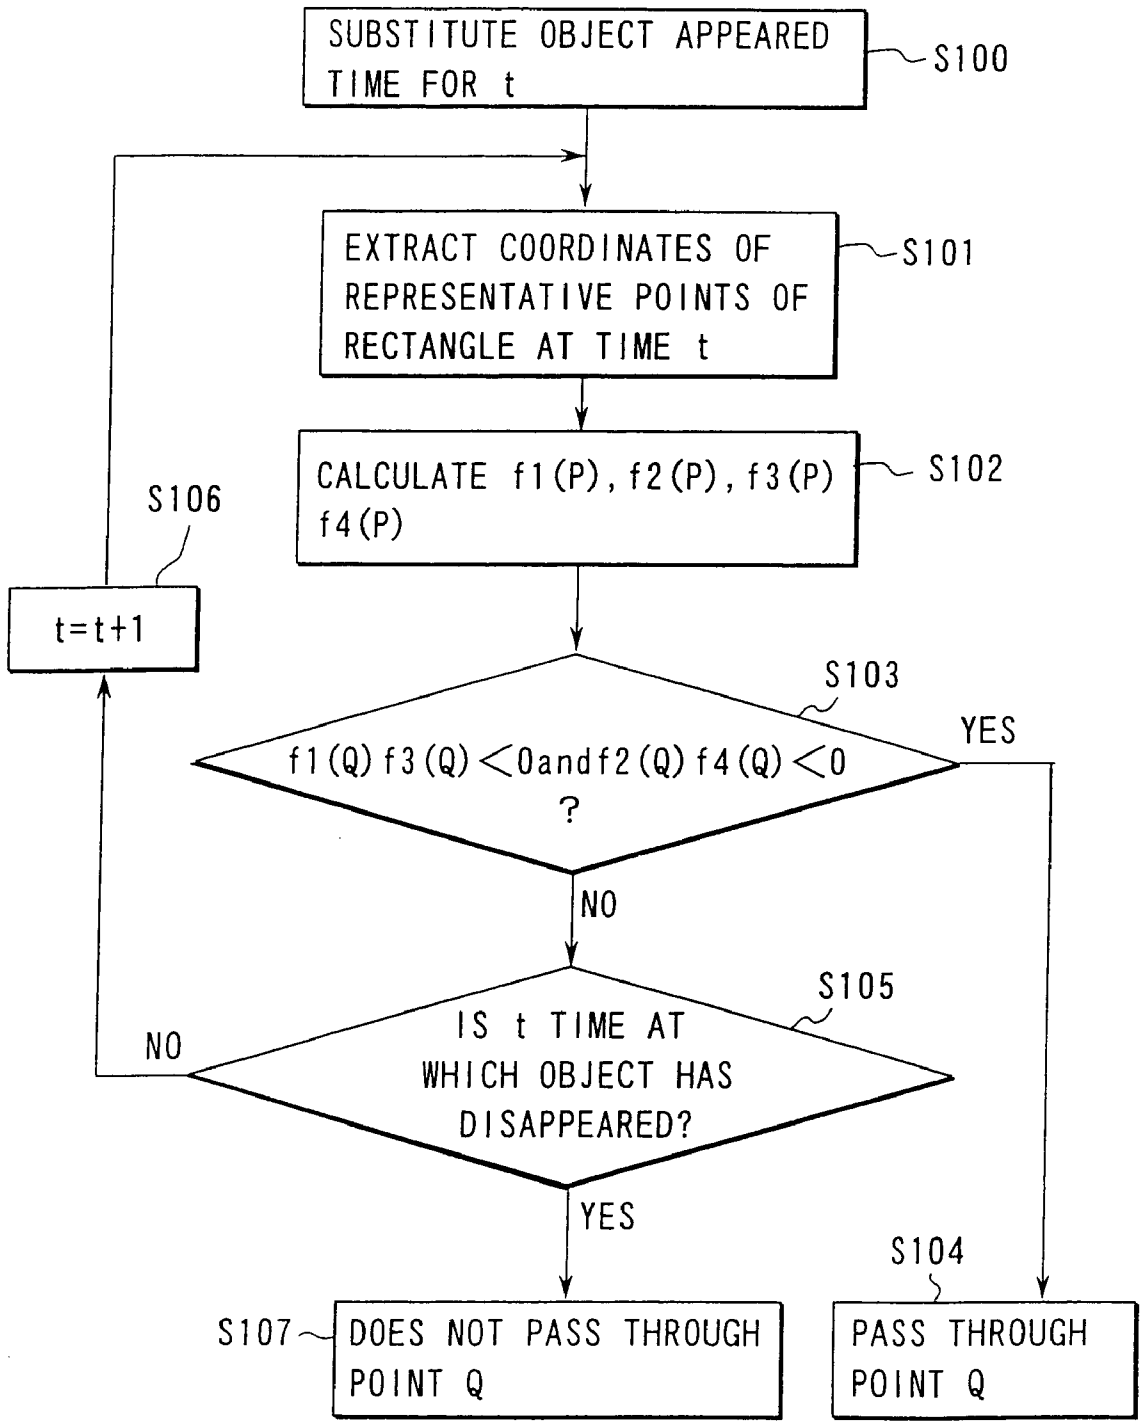 SUBSTITUTE OBJECT APPEARED
TIME FOR t
S100
EXTRACT COORDINATES OF
REPRESENTATIVE POINTS OF
RECTANGLE AT TIME t
S101
CALCULATE f1(P), f2(P), f3(P)
f4(P)
S102
S106
t=t+1
S103
f1(Q)f3(Q)<0andf2(Q)f4(Q)<0
?
YES
NO
S105
IS t TIME AT
WHICH OBJECT HAS
DISAPPEARED?
NO
YES
S107
DOES NOT PASS THROUGH
POINT Q
S104
PASS THROUGH
POINT Q